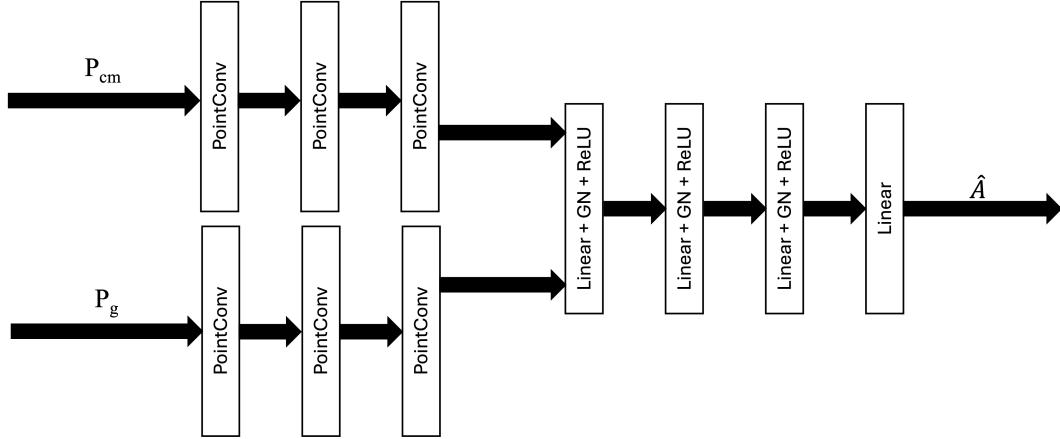 P_cm
PointConv
PointConv
PointConv
P_g
PointConv
PointConv
PointConv
Linear + GN + ReLU
Linear + GN + ReLU
Linear + GN + ReLU
Linear
Â